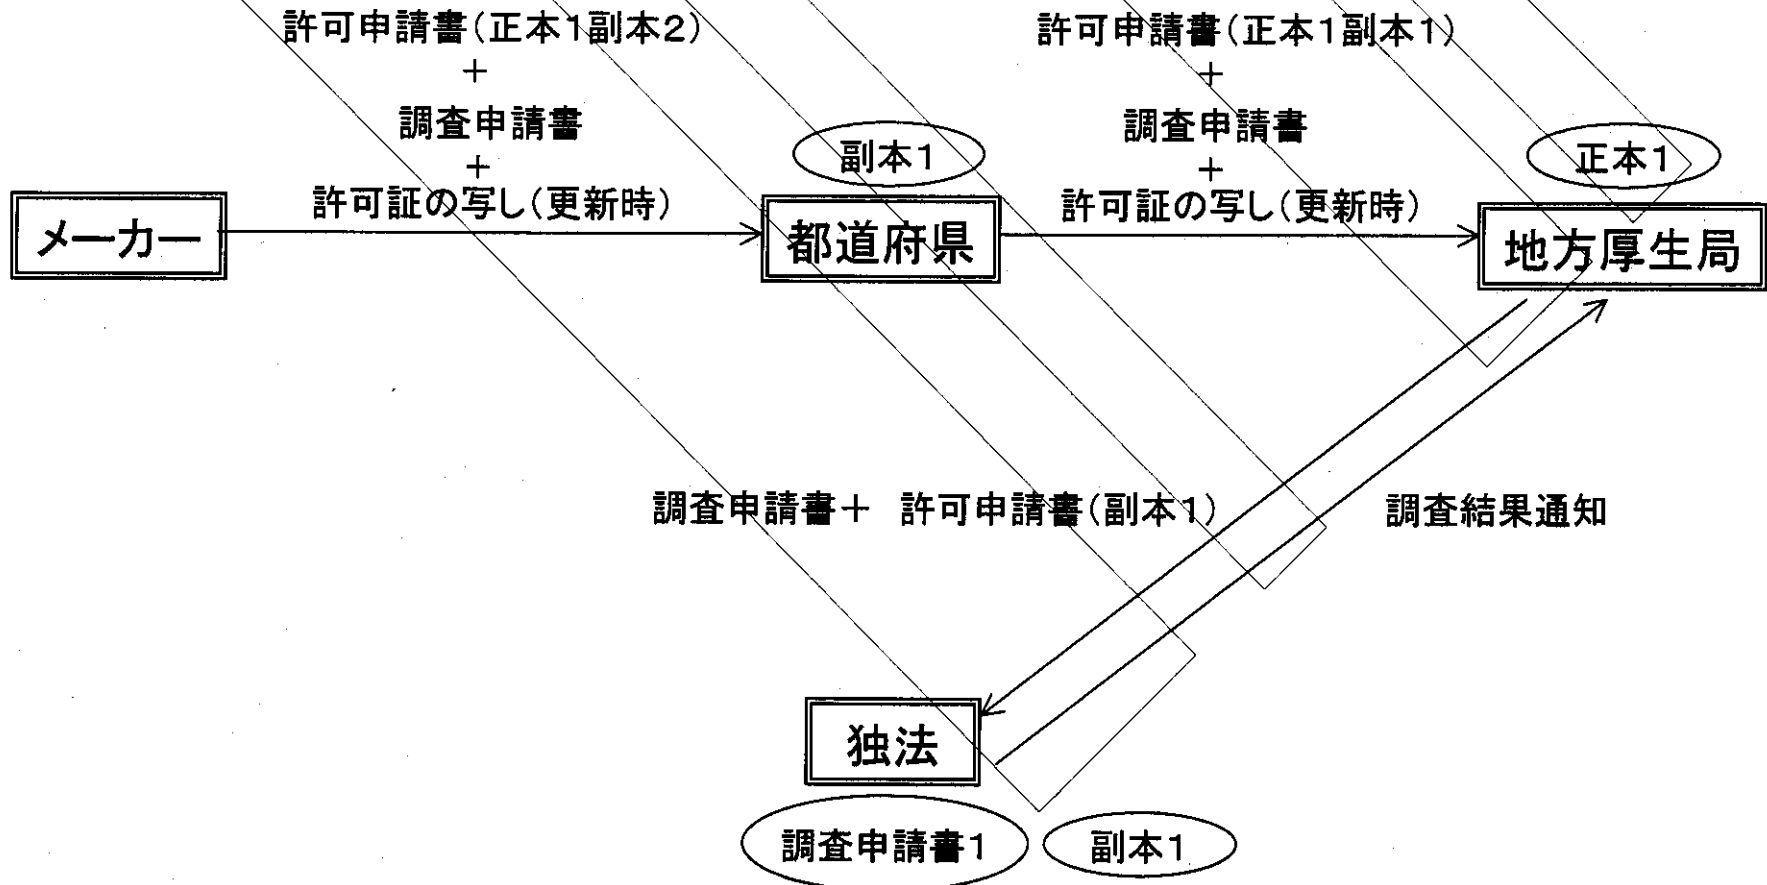 許可申請書(正本1副本2)
+
調査申請書
+
許可証の写し(更新時)
許可申請書(正本1副本1)
+
調査申請書
+
許可証の写し(更新時)
副本1
正本1
メーカー
都道府県
地方厚生局
調査申請書+ 許可申請書(副本1)
調査結果通知
独法
調査申請書1
副本1